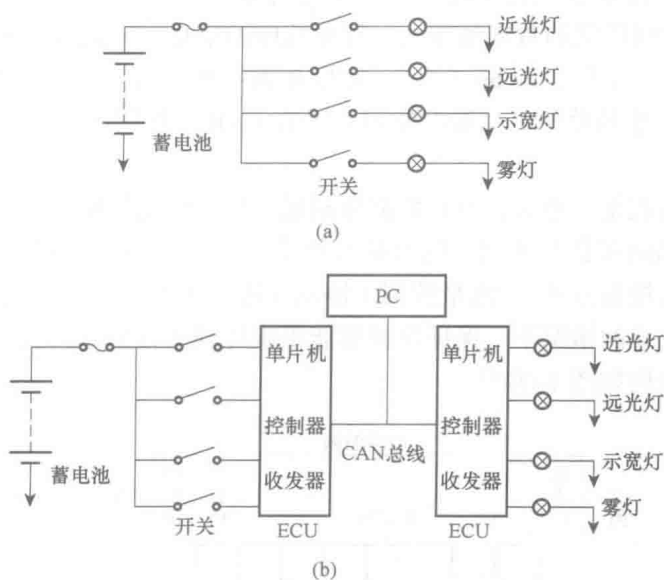 近光灯
远光灯
示宽灯
蓄电池
雾灯
开关
(a)
PC
单片机
单片机
近光灯
远光灯
控制器
控制器
CAN总线
示宽灯
蓄电池
收发器
收发器
雾灯
开关
ECU
ECU
(b)